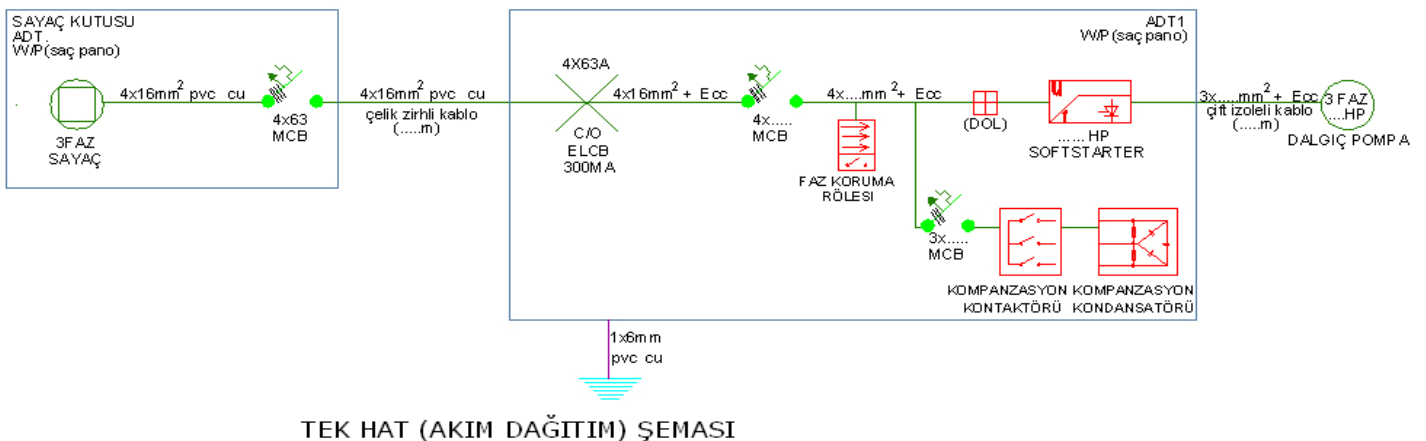 SAYAÇ KUTUSU
ADT.
W/P(saç pano)
4x16mm² pvc cu
3FAZ
SAYAÇ
4x63
MCB
4x16mm² pvc cu
çelik zirhli kablo
(.....m)
ADT1
W/P(saç pano)
4X63A
C/O
ELCB
300MA
4x16mm² + Ecc
4x.....
MCB
4x....mm² + Ecc
FAZ KORUMA
RÖLESI
(DOL)
......HP
SOFTSTARTER
3x.....
MCB
KOMPANZASYON
KONTAKTÖRÜ
KOMPANZASYON
KONDANSATÖRÜ
3x.....mm² + Ecc
çift izoleli kablo
(.....m)
3 FAZ
....HP
DALGIÇ POMPA
1x6mm
pvc cu
TEK HAT (AKIM DAĞITIM) ŞEMASI